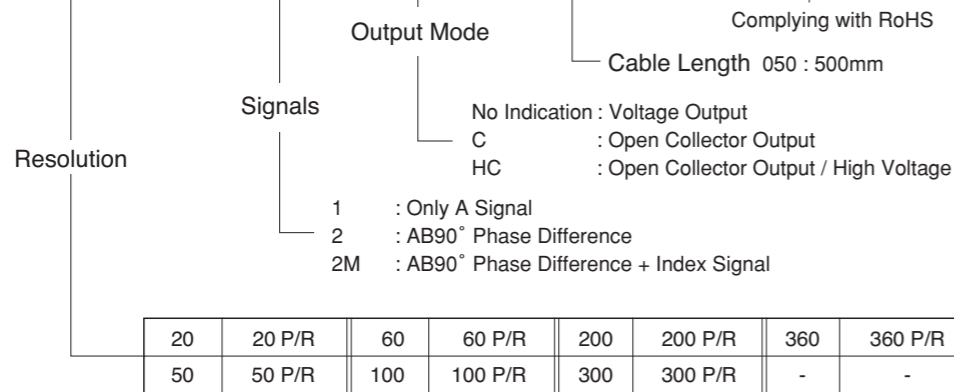 Complying with RoHS
Output Mode
Cable Length 050 : 500mm
Signals
No Indication : Voltage Output
C : Open Collector Output
HC : Open Collector Output / High Voltage
Resolution
1 : Only A Signal
2 : AB90˚ Phase Difference
2M : AB90˚ Phase Difference + Index Signal
20 20 P/R 60 60 P/R 200 200 P/R 360 360 P/R
50 50 P/R 100 100 P/R 300 300 P/R - -